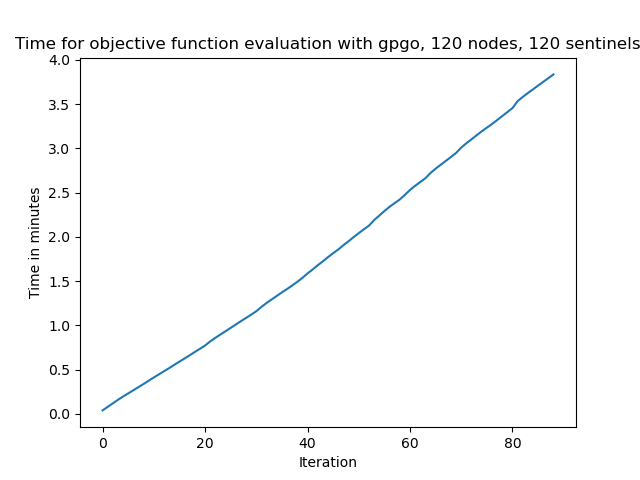 Time for objective function evaluation with gpgo, 120 nodes, 120 sentinels
4.0
3.5
3.0
2.5
2.0
1.5
1.0
0.5
0.0
Time in minutes
0 20 40 60 80
Iteration